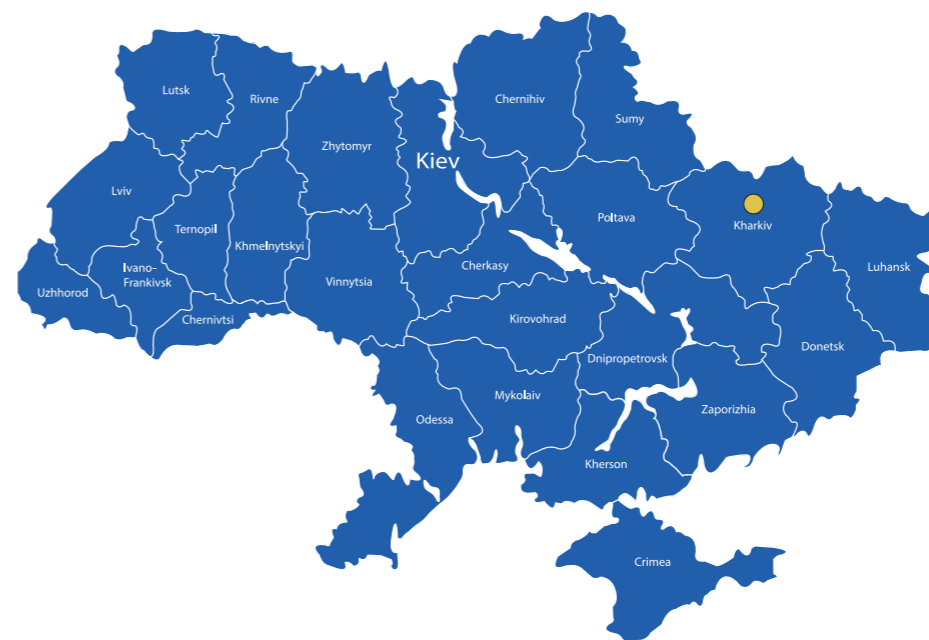 Lutsk
Rivne
Chernihiv
Sumy
Zhytomyr
Kiev
Lviv
Ternopil
Khmelnytskyi
Poltava
Kharkiv
Ivano-
Frankivsk
Uzhhorod
Vinnytsia
Cherkasy
Luhansk
Chernivtsi
Kirovohrad
Dnipropetrovsk
Donetsk
Mykolaiv
Zaporizhia
Odessa
Kherson
Crimea